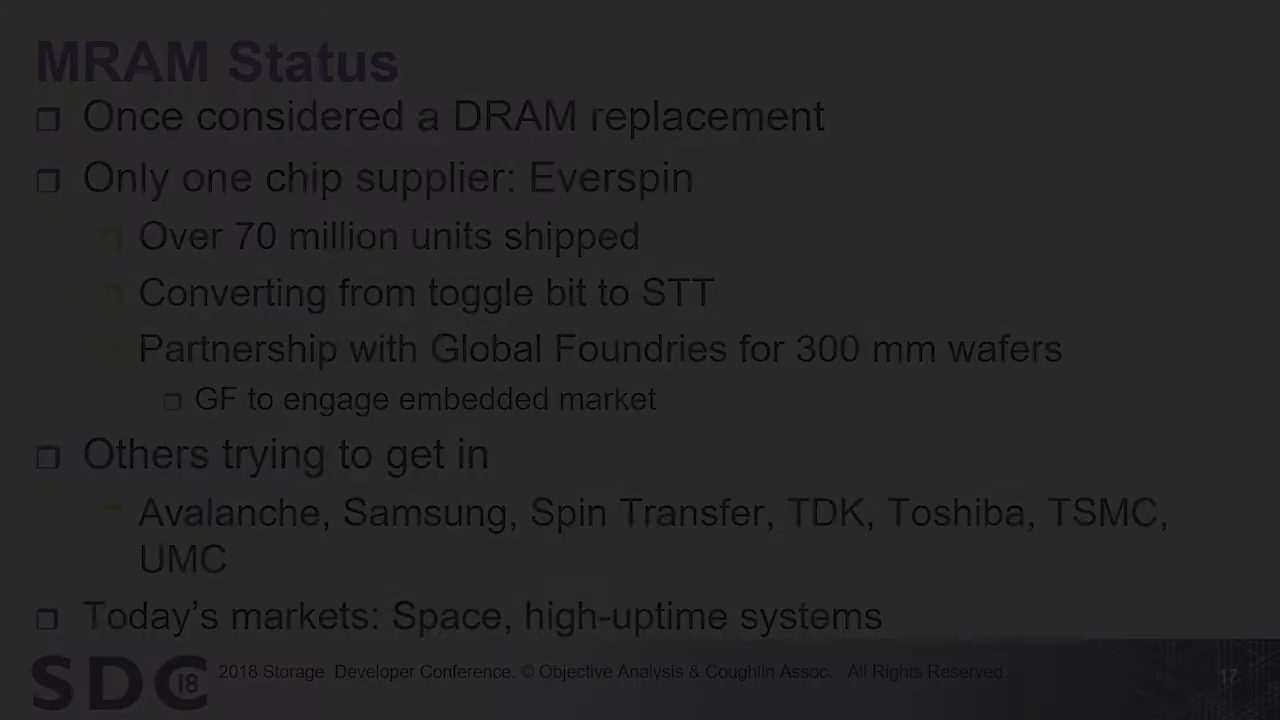 MRAM Status
Once considered a DRAM replacement
Only one chip supplier: Everspin
Over 70 million units shipped
Converting from toggle bit to STT
Partnership with Global Foundries for 300 mm wafers
GF to engage embedded market
Others trying to get in
Avalanche, Samsung, Spin Transfer, TDK, Toshiba, TSMC,
UMC
Today’s markets: Space, high-uptime systems
SDC 18 2018 Storage Developer Conference. © Objective Analysis & Coughlin Assoc. All Rights Reserved. 17